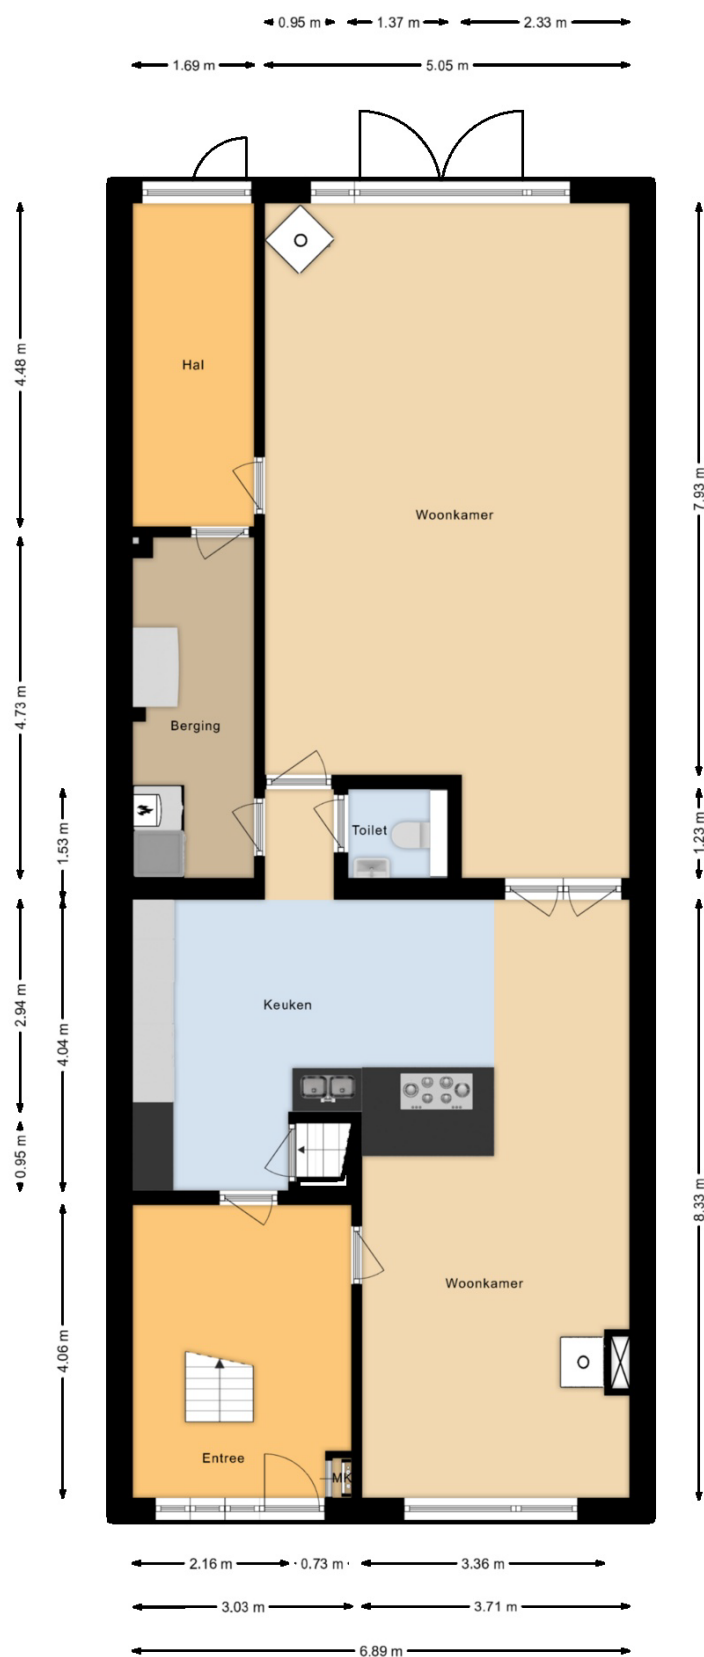 0.95 m 1.37 m 2.33 m
1.69 m 5.05 m
4.48 m
Hal
7.93 m
Woonkamer
4.73 m
Berging
1.53 m
Toilet
1.23 m
2.94 m
Keuken
4.04 m
0.95 m
8.33 m
Woonkamer
4.06 m
Entree
MK
2.16 m 0.73 m 3.36 m
3.03 m 3.71 m
6.89 m